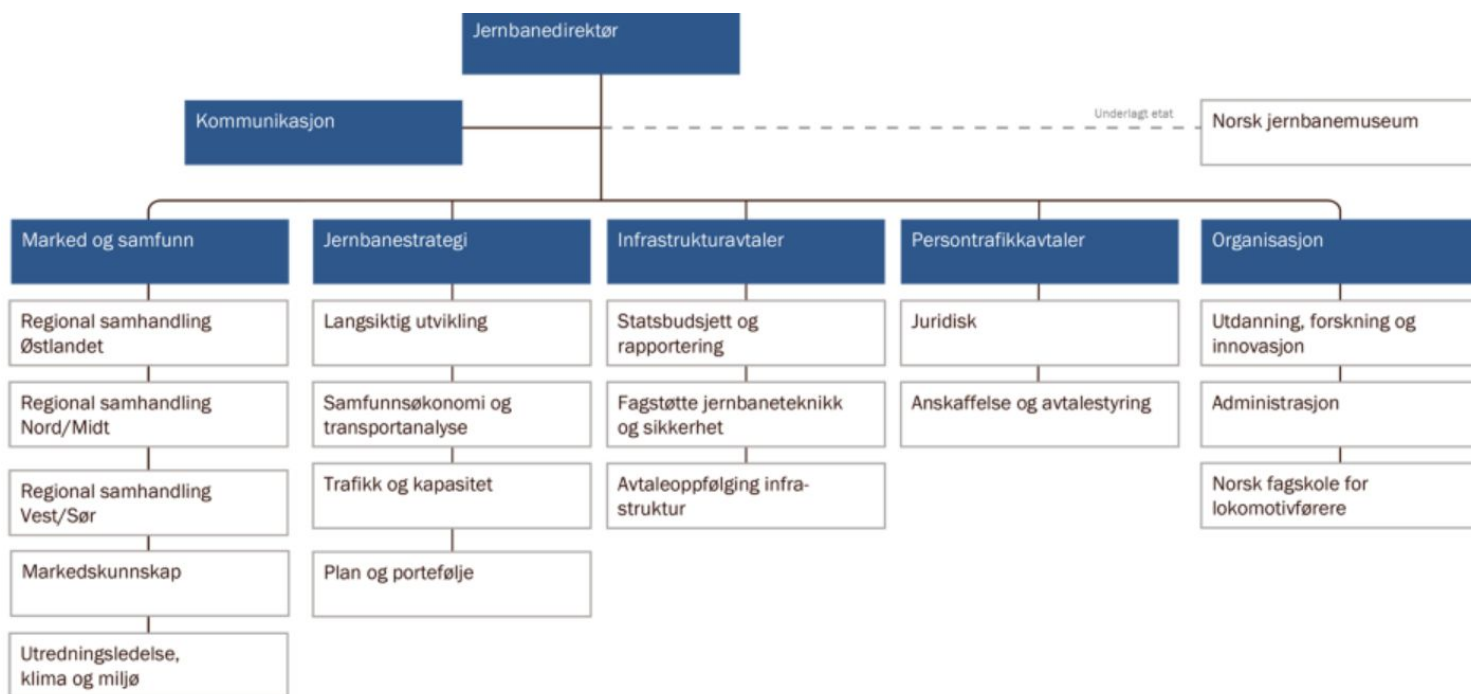 Jernbanedirektør
Kommunikasjon
Underlagt etat
Norsk jernbanemuseum
Marked og samfunn
Jernbanestrategi
Infrastrukturavtaler
Persontrafikkavtaler
Organisasjon
Regional samhandling
Østlandet
Regional samhandling
Nord/Midt
Regional samhandling
Vest/Sør
Markedskunnskap
Utredningsledelse,
klima og miljø
Langsiktig utvikling
Samfunnsøkonomi og
transportanalyse
Trafikk og kapasitet
Plan og portefølje
Statsbudsjett og
rapportering
Fagstøtte jernbaneteknikk
og sikkerhet
Avtaleoppfølging infra-
struktur
Juridisk
Anskaffelse og avtalestyring
Utdanning, forskning og
innovasjon
Administrasjon
Norsk fagskole for
lokomotivførere